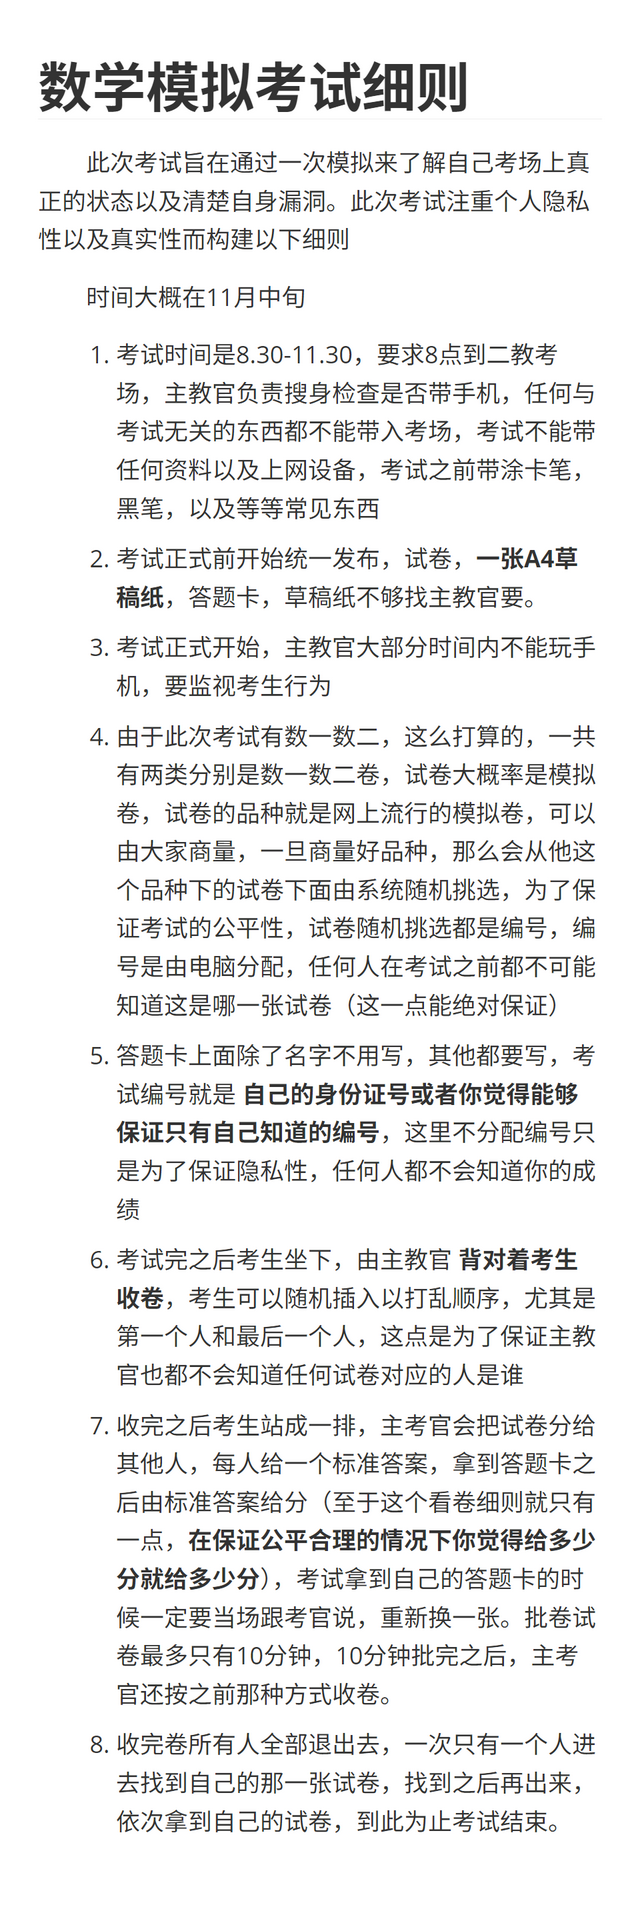 数学模拟考试细则
此次考试旨在通过一次模拟来了解自己考场上真
正的状态以及清楚自身漏洞。此次考试注重个人隐私
性以及真实性而构建以下细则
时间大概在11月中旬
1. 考试时间是8.30-11.30，要求8点到二教考
场，主教官负责搜身检查是否带手机，任何与
考试无关的东西都不能带入考场，考试不能带
任何资料以及上网设备，考试之前带涂卡笔，
黑笔，以及等等常见东西
2. 考试正式前开始统一发布，试卷，一张A4草
稿纸，答题卡，草稿纸不够找主教官要。
3. 考试正式开始，主教官大部分时间内不能玩手
机，要监视考生行为
4. 由于此次考试有数一数二，这么打算的，一共
有两类分别是数一数二卷，试卷大概率是模拟
卷，试卷的品种就是网上流行的模拟卷，可以
由大家商量，一旦商量好品种，那么会从他这
个品种下的试卷下面由系统随机挑选，为了保
证考试的公平性，试卷随机挑选都是编号，编
号是由电脑分配，任何人在考试之前都不可能
知道这是哪一张试卷（这一点能绝对保证）
5. 答题卡上面除了名字不用写，其他都要写，考
试编号就是 自己的身份证号或者你觉得能够
保证只有自己知道的编号，这里不分配编号只
是为了保证隐私性，任何人都不会知道你的成
绩
6. 考试完之后考生坐下，由主教官 背对着考生
收卷，考生可以随机插入以打乱顺序，尤其是
第一个人和最后一个人，这点是为了保证主教
官也都不会知道任何试卷对应的人是谁
7. 收完之后考生站成一排，主考官会把试卷分给
其他人，每人给一个标准答案，拿到答题卡之
后由标准答案给分（至于这个看卷细则就只有
一点，在保证公平合理的情况下你觉得给多少
分就给多少分），考试拿到自己的答题卡的时
候一定要当场跟考官说，重新换一张。批卷试
卷最多只有10分钟，10分钟批完之后，主考
官还按之前那种方式收卷。
8. 收完卷所有人全部退出去，一次只有一个人进
去找到自己的那一张试卷，找到之后再出来，
依次拿到自己的试卷，到此为止考试结束。